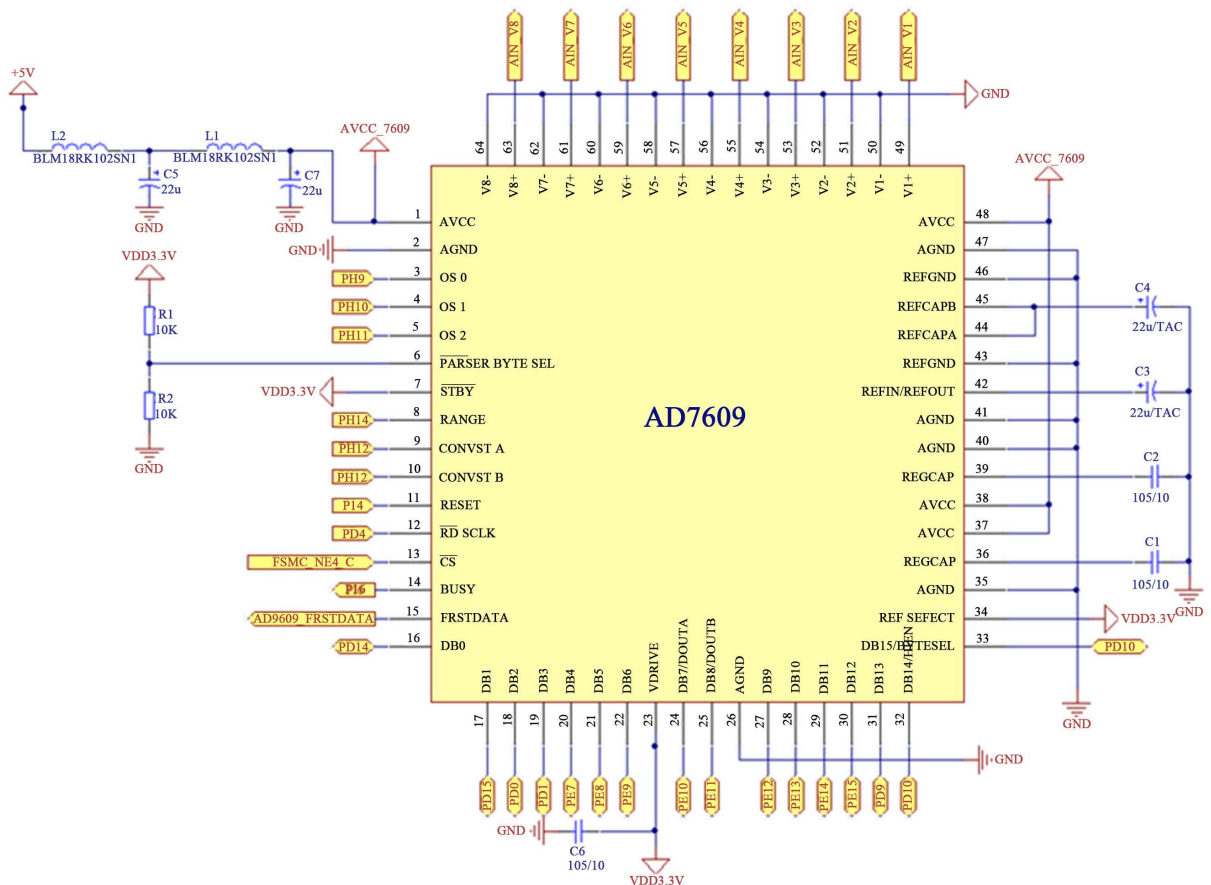 AIN_V8
AIN_V7
AIN_V6
AIN_V5
AIN_V4
AIN_V3
AIN_V2
AIN_V1
+5V
GND
L2
BLM18RK102SN1
L1
BLM18RK102SN1
AVCC_7609
AVCC_7609
C5
22u
C7
22u
GND
GND
64
63
62
61
60
59
58
57
56
55
54
53
52
51
50
49
V8-
V8+
V7-
V7+
V6-
V6+
V5-
V5+
V4-
V4+
V3-
V3+
V2-
V2+
V1-
V1+
1 AVCC
GND 2 AGND
PH9 3 OS 0
PH10 4 OS 1
PH11 5 OS 2
6 PARSER BYTE SEL
VDD3.3V 7 STBY
PH14 8 RANGE
PH12 9 CONVST A
PH12 10 CONVST B
P14 11 RESET
PD4 12 RD SCLK
FSMC_NE4_C 13 CS
14 BUSY
AD9609_FRSTDATA 15 FRSTDATA
PD14 16 DB0
VDD3.3V
R1
10K
R2
10K
GND
AD7609
AVCC 48
AGND 47
REFGND 46
REFCAPB 45
REFCAPA 44
REFGND 43
REFIN/REFOUT 42
AGND 41
AGND 40
REGCAP 39
AVCC 38
AVCC 37
REGCAP 36
AGND 35
REF SEFECT 34 VDD3.3V
DB15/BYTESEL 33 PD10
C4
22u/TAC
C3
22u/TAC
C2
105/10
C1
105/10
GND
GND
DB1
DB2
DB3
DB4
DB5
DB6
VDRIVE
DB7/DOUTA
DB8/DOUTB
AGND
DB9
DB10
DB11
DB12
DB13
DB14/HBEN
17
18
19
20
21
22
23
24
25
26
27
28
29
30
31
32
GND
PD15
PD0
PD1
PE7
PE8
PE9
PE10
PE11
PE12
PE13
PE14
PE15
PD9
PD10
GND
C6
105/10
VDD3.3V